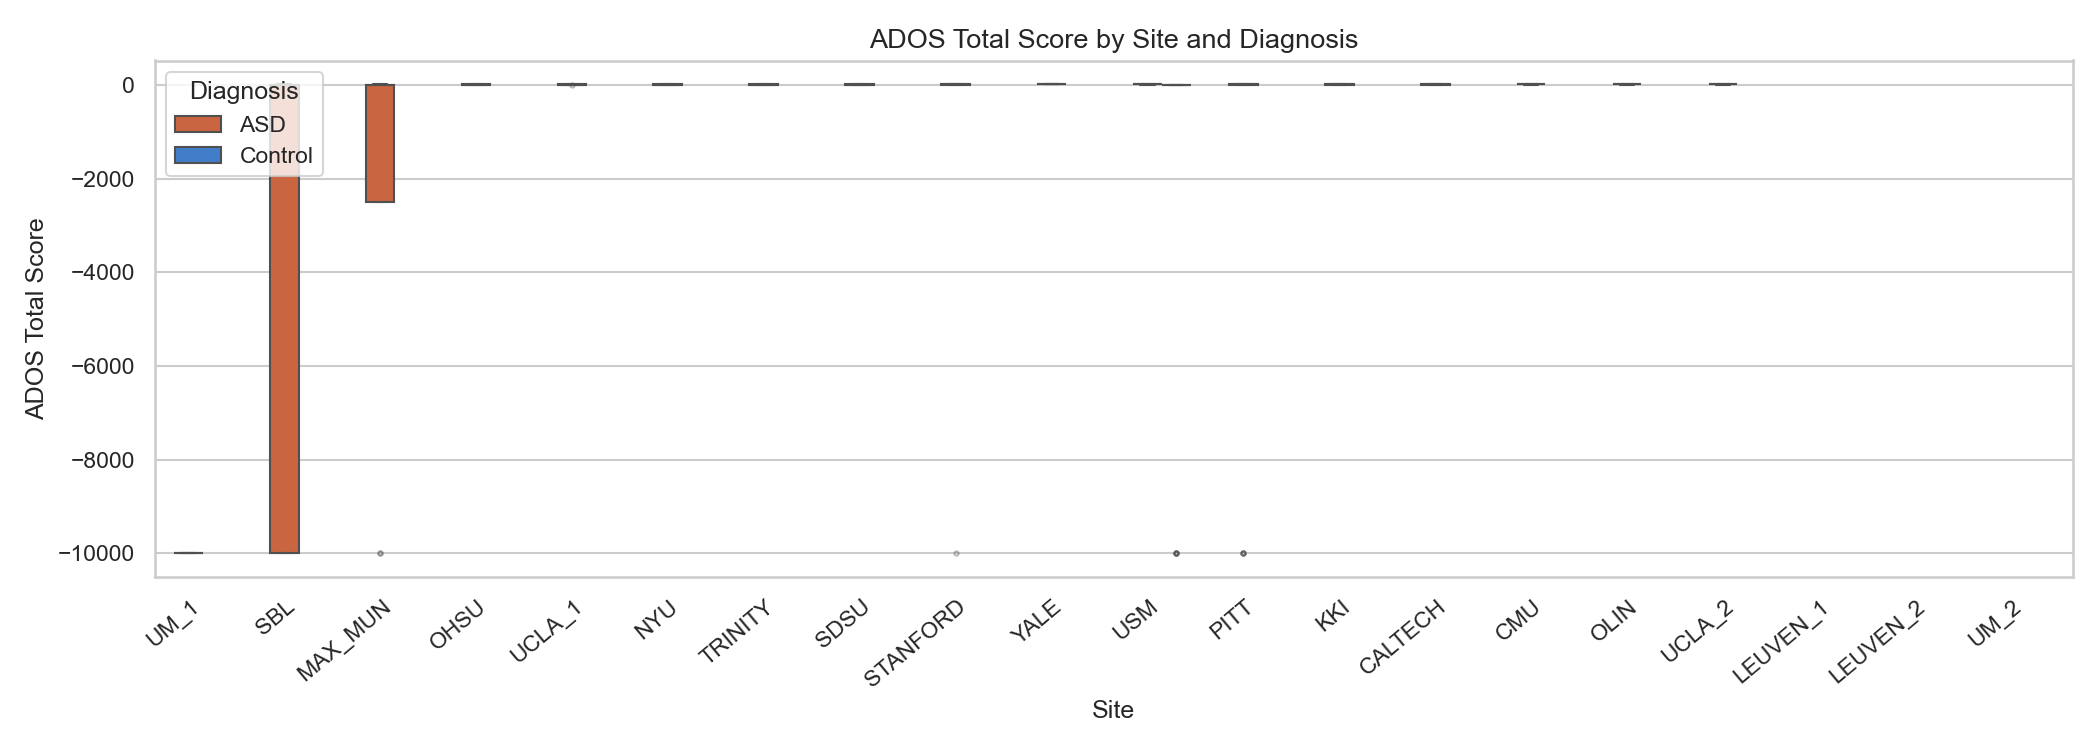 ADOS Total Score by Site and Diagnosis
Diagnosis
ASD
Control
ADOS Total Score
0
−2000
−4000
−6000
−8000
−10000
UM_1
SBL
MAX_MUN
OHSU
UCLA_1
NYU
TRINITY
SDSU
STANFORD
YALE
USM
PITT
KKI
CALTECH
CMU
OLIN
UCLA_2
LEUVEN_1
LEUVEN_2
UM_2
Site